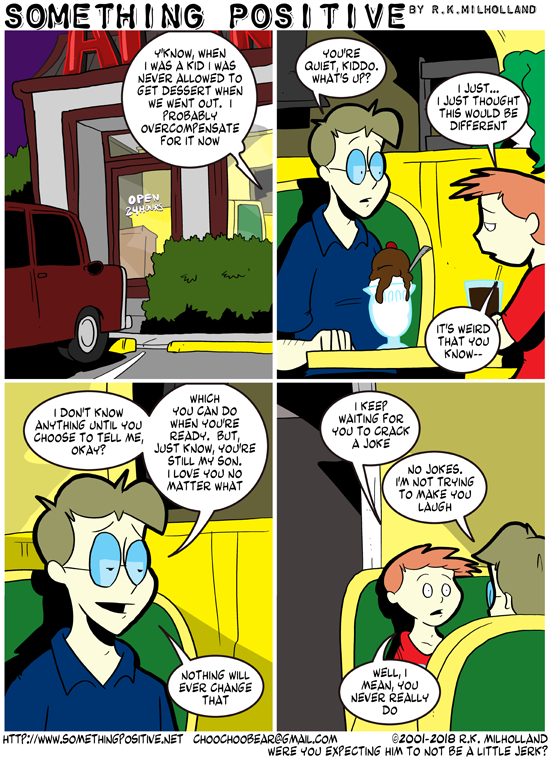 SOMETHING POSITIVE BY R.K.MILHOLLAND
Y'KNOW, WHEN
I WAS A KID I WAS
NEVER ALLOWED TO
GET DESSERT WHEN
WE WENT OUT. I
PROBABLY
OVERCOMPENSATE
FOR IT NOW
OPEN
24 HOURS
YOU'RE
QUIET, KIDDO.
WHAT'S UP?
I JUST...
I JUST THOUGHT
THIS WOULD BE
DIFFERENT
IT'S WEIRD
THAT YOU
KNOW--
I DON'T KNOW
ANYTHING UNTIL YOU
CHOOSE TO TELL ME,
OKAY?
WHICH
YOU CAN DO
WHEN YOU'RE
READY. BUT,
JUST KNOW, YOU'RE
STILL MY SON.
I LOVE YOU NO
MATTER WHAT
NOTHING WILL
EVER CHANGE
THAT
I KEEP
WAITING FOR
YOU TO CRACK
A JOKE
NO JOKES.
I'M NOT TRYING
TO MAKE YOU
LAUGH
WELL, I
MEAN, YOU
NEVER REALLY
DO
HTTP://WWW.SOMETHINGPOSITIVE.NET CHOOCHOOBEAR@GMAIL.COM ©2001-2018 R.K. MILHOLLAND
WERE YOU EXPECTING HIM TO NOT BE A LITTLE JERK?